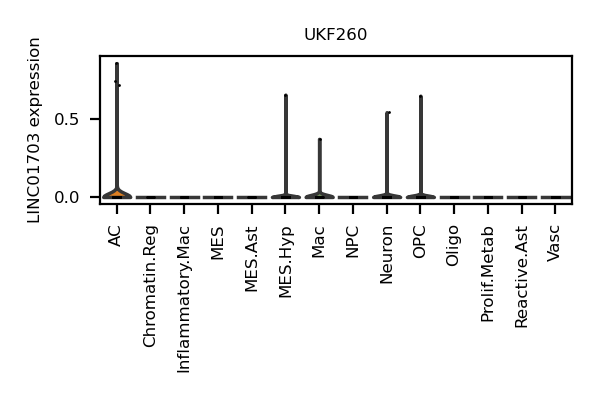 UKF260
LINC01703 expression
0.5
0.0
AC
Chromatin.Reg
Inflammatory.Mac
MES
MES.Ast
MES.Hyp
Mac
NPC
Neuron
OPC
Oligo
Prolif.Metab
Reactive.Ast
Vasc